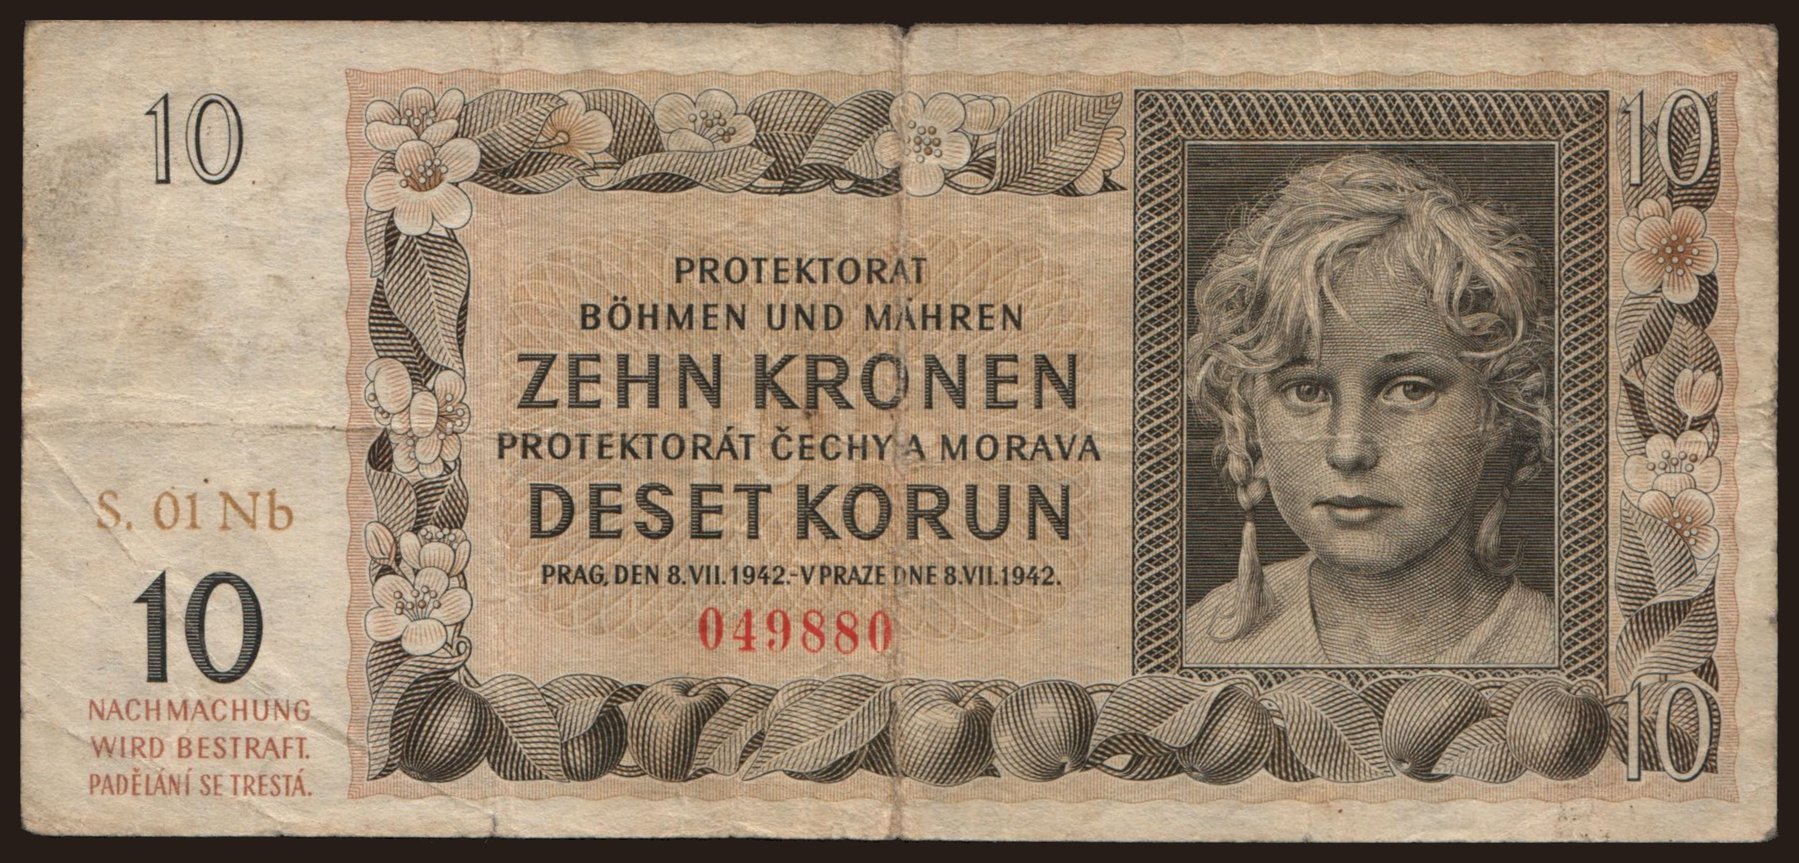 10
10
PROTEKTORAT
BÖHMEN UND MÄHREN
ZEHN KRONEN
PROTEKTORÁT ČECHY A MORAVA
DESET KORUN
PRAG, DEN 8.VII.1942.-V PRAZE DNE 8.VII.1942.
049880
S. 01 Nb
10
NACHMACHUNG
WIRD BESTRAFT.
PADĚLÁNÍ SE TRESTÁ.
10